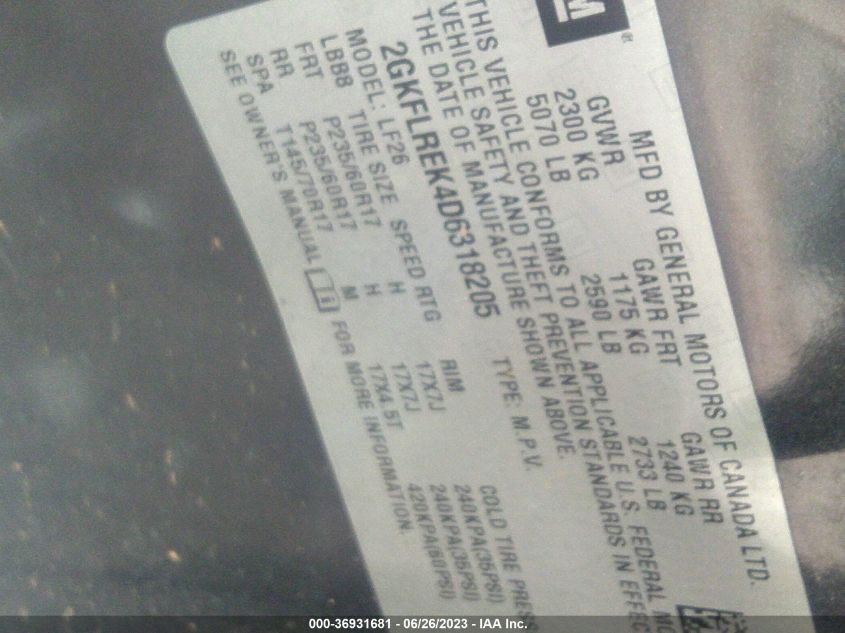 M
®
MFD BY GENERAL MOTORS OF CANADA LTD.
GVWR GAWR FRT GAWR RR
2300 KG 1175 KG 1240 KG
5070 LB 2590 LB 2733 LB
THIS VEHICLE CONFORMS TO ALL APPLICABLE U.S. FEDERAL
VEHICLE SAFETY AND THEFT PREVENTION STANDARDS IN EFFEC
THE DATE OF MANUFACTURE SHOWN ABOVE.
2GKFLREK4D6318205 TYPE: M.P.V.
MODEL: LF26
LBB8 TIRE SIZE SPEED RTG RIM COLD TIRE PRESS
FRT P235/60R17 H 17X7J 240KPA(35PSI)
RR P235/60R17 H 17X7J 240KPA(35PSI)
SPA T145/70R17 M 17X4.5T 420KPA(60PSI)
SEE OWNER'S MANUAL FOR MORE INFORMATION.
000-36931681 - 06/26/2023 - IAA Inc.